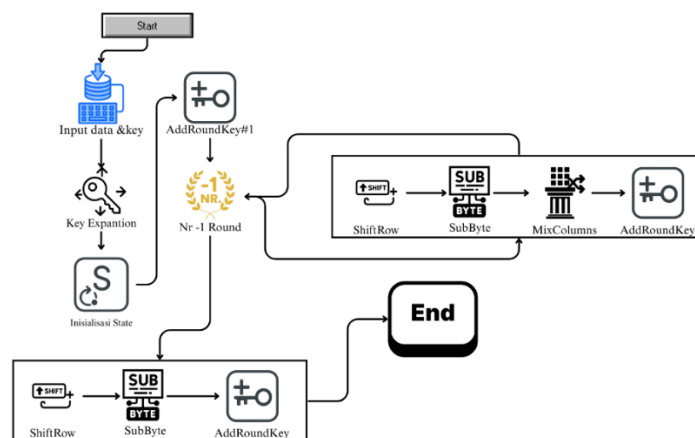 Start
Input data &key
Key Expantion
Inisialisasi State
S
AddRoundKey#1
-1
NR.
Nr -1 Round
SHIFT
ShiftRow
SUB
BYTE
SubByte
MixColumns
AddRoundKey
End
SHIFT
ShiftRow
SUB
BYTE
SubByte
AddRoundKey